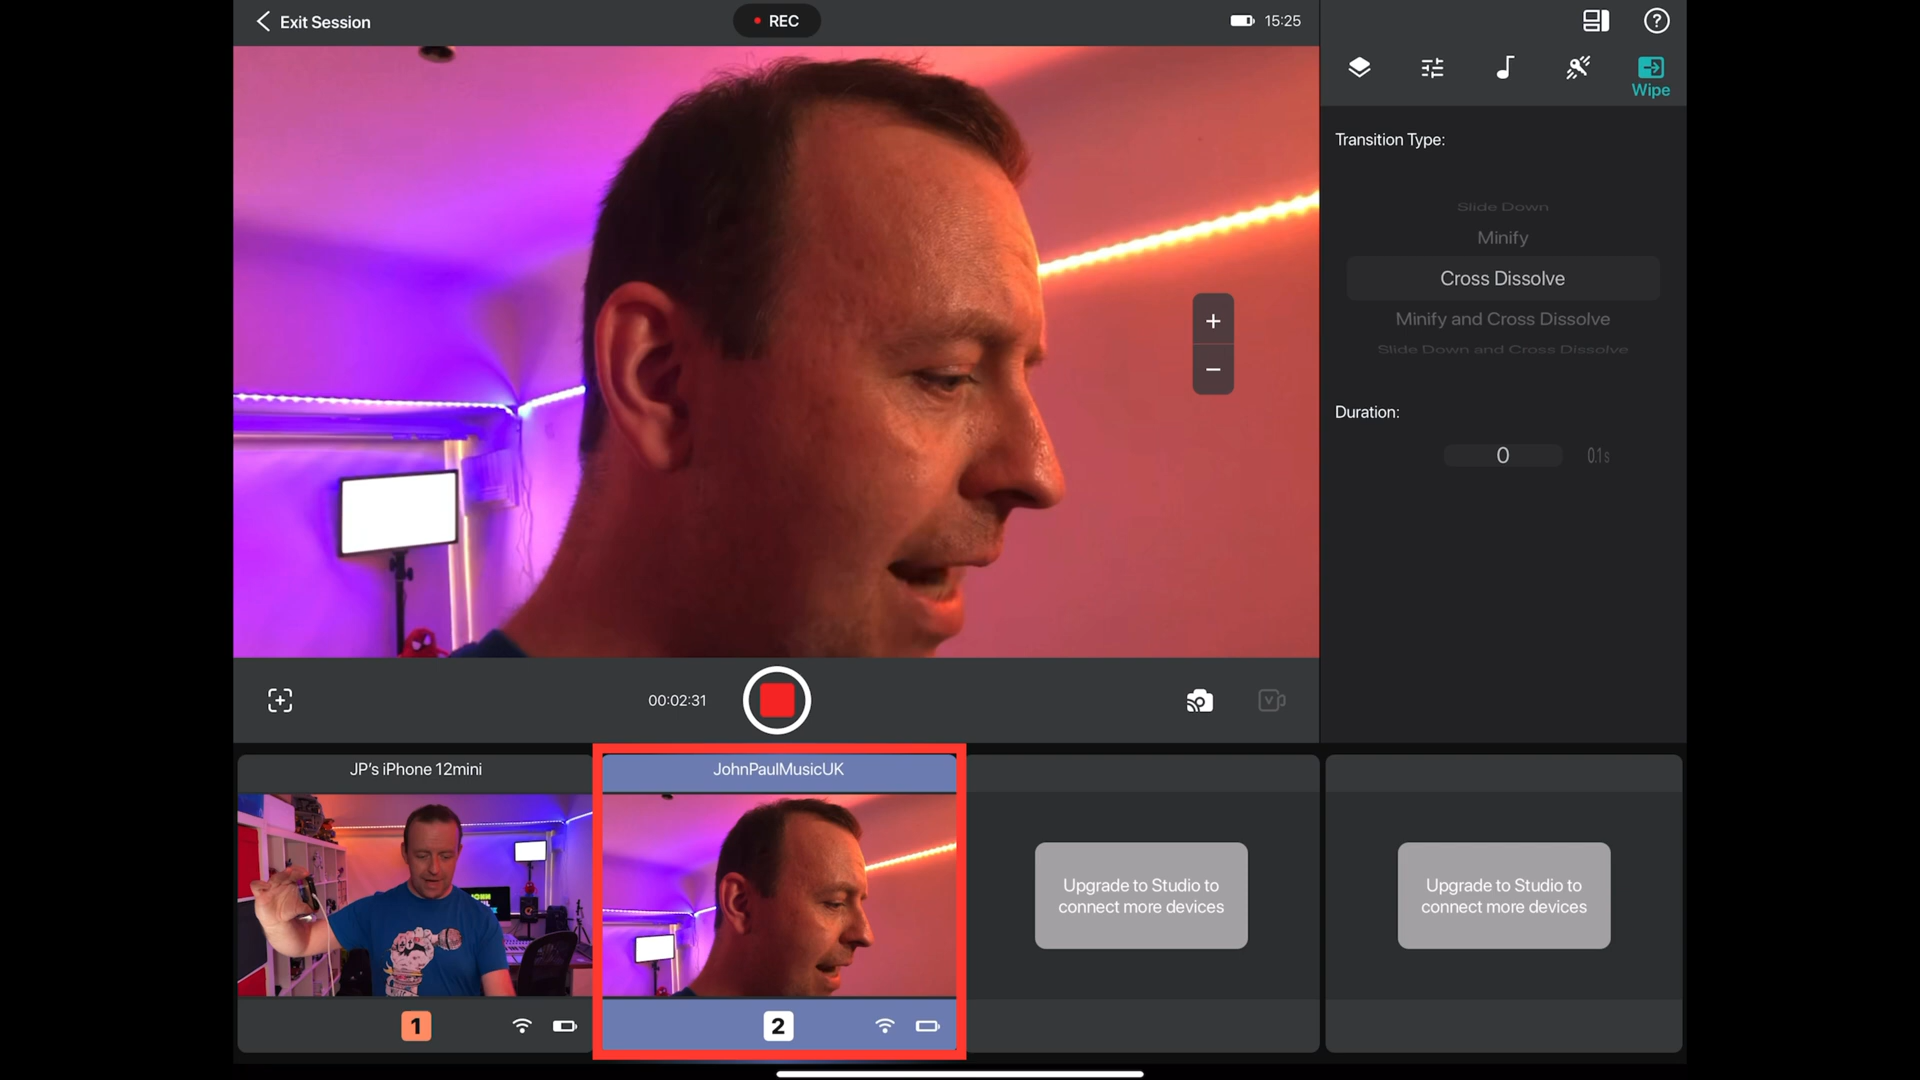 Exit Session
REC
15:25
Wipe
Transition Type:
Slide Down
Minify
Cross Dissolve
Minify and Cross Dissolve
Slide Down and Cross Dissolve
Duration:
0
0.1 s
00:02:31
JP's iPhone 12mini
JohnPaulMusicUK
Upgrade to Studio to
connect more devices
Upgrade to Studio to
connect more devices
1
2